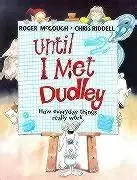 ROGER McGOUGH · CHRIS RIDDELL
until
I Met
Dudley
How everyday things
really work